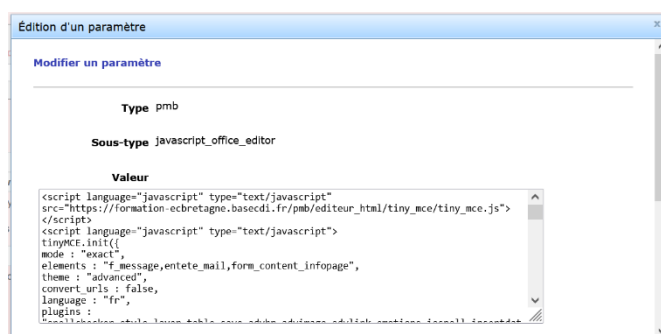 Édition d'un paramètre
Modifier un paramètre
Type pmb
Sous-type javascript_office_editor
Valeur
<script language="javascript" type="text/javascript"
src="https://formation-ecbretagne.basecdi.fr/pmb/editeur_html/tiny_mce/tiny_mce.js">
</script>
<script language="javascript" type="text/javascript">
tinyMCE.init({
mode : "exact",
elements : "f_message,entete_mail,form_content_infopage",
theme : "advanced",
convert_urls : false,
language : "fr",
plugins :